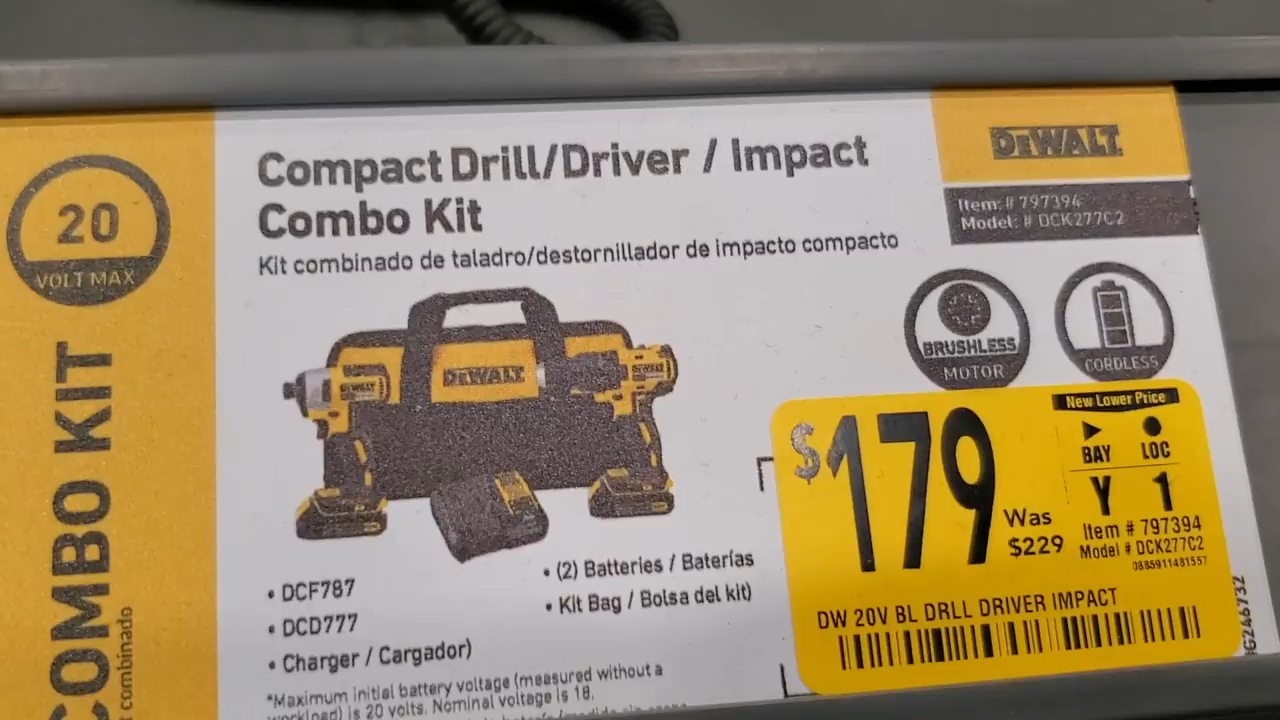 20
VOLT MAX
COMBO KIT
combinado
Compact Drill/Driver / Impact
Combo Kit
Kit combinado de taladro/destornillador de impacto compacto
DEWALT
Item: # 797394
Model: # DCK277C2
BRUSHLESS
MOTOR
CORDLESS
DEWALT
DEWALT
DEWALT
• DCF787
• DCD777
• Charger / Cargador)
• (2) Batteries / Baterías
• Kit Bag / Bolsa del kit)
*Maximum initial battery voltage (measured without a
workload) is 20 volts. Nominal voltage is 18.
New Lower Price
$179
Was
$229
BAY LOC
Y 1
Item # 797394
Model # DCK277C2
0885911481557
DW 20V BL DRLL DRIVER IMPACT